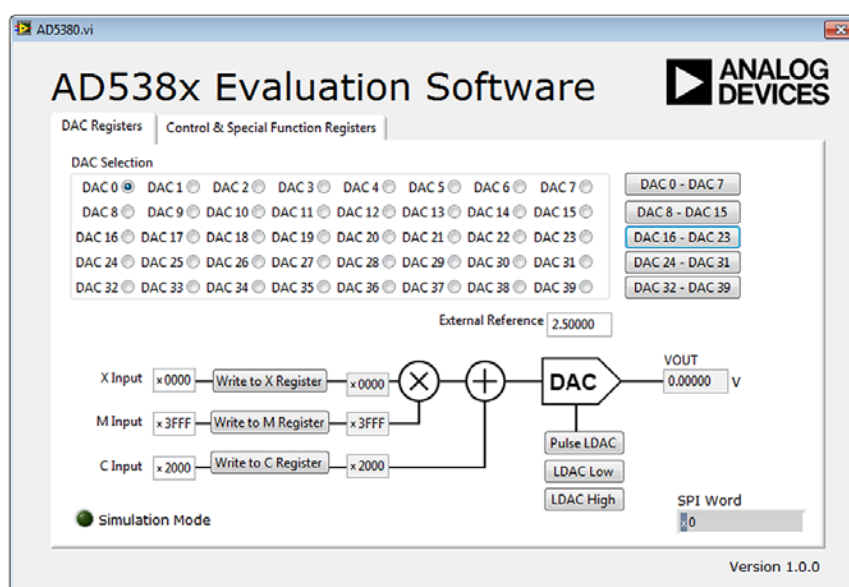 AD5380.vi
AD538x Evaluation Software
ANALOG
DEVICES
DAC Registers Control & Special Function Registers
DAC Selection
DAC 0 DAC 1 DAC 2 DAC 3 DAC 4 DAC 5 DAC 6 DAC 7 DAC 0 - DAC 7
DAC 8 DAC 9 DAC 10 DAC 11 DAC 12 DAC 13 DAC 14 DAC 15 DAC 8 - DAC 15
DAC 16 DAC 17 DAC 18 DAC 19 DAC 20 DAC 21 DAC 22 DAC 23 DAC 16 - DAC 23
DAC 24 DAC 25 DAC 26 DAC 27 DAC 28 DAC 29 DAC 30 DAC 31 DAC 24 - DAC 31
DAC 32 DAC 33 DAC 34 DAC 35 DAC 36 DAC 37 DAC 38 DAC 39 DAC 32 - DAC 39
External Reference 2.50000
VOUT
X Input x 0000 Write to X Register x 0000 DAC 0.00000 V
M Input x 3FFF Write to M Register x 3FFF
Pulse LDAC
C Input x 2000 Write to C Register x 2000
LDAC Low
LDAC High
SPI Word
Simulation Mode
x 0
Version 1.0.0